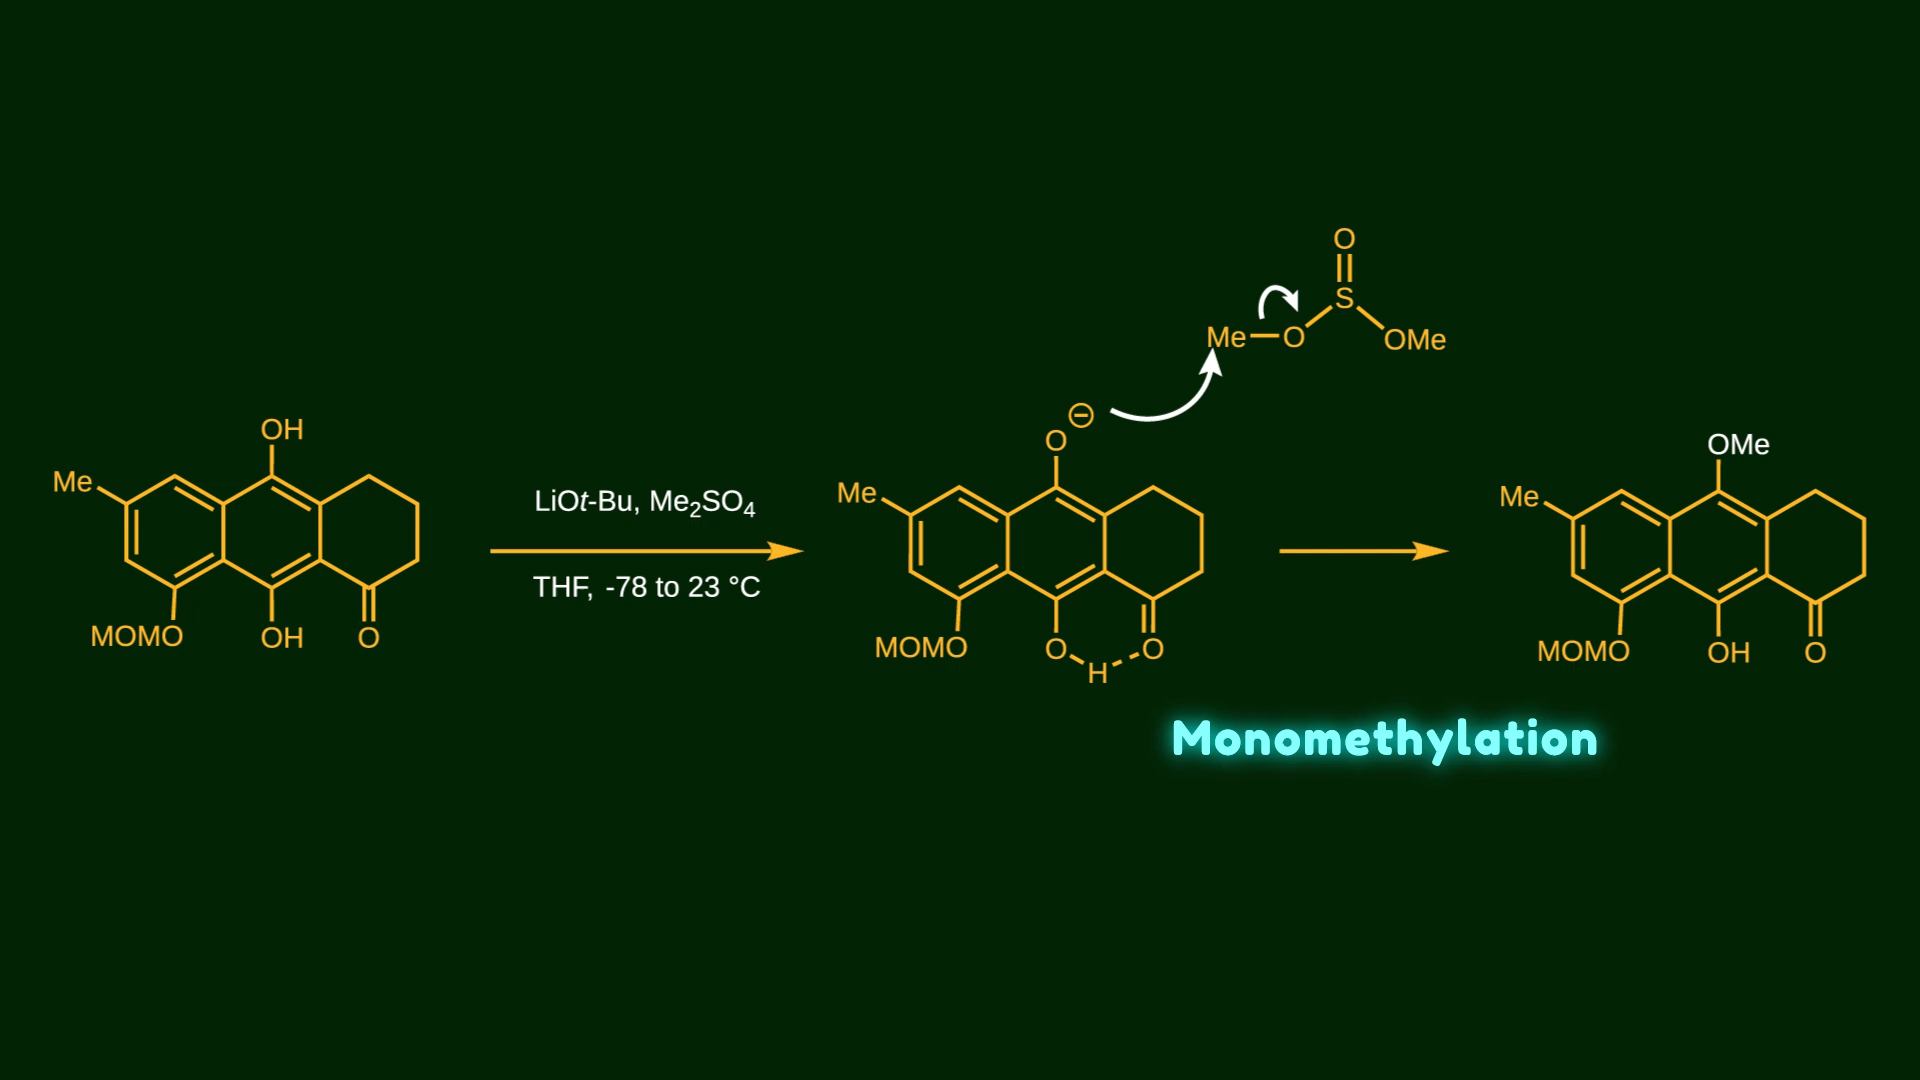 OH
Me
MOMO
OH
O
LiOt-Bu, Me₂SO₄
THF, -78 to 23 °C
O
S
Me
O
OMe
O⊖
Me
MOMO
O
H
O
OMe
Me
MOMO
OH
O
Monomethylation